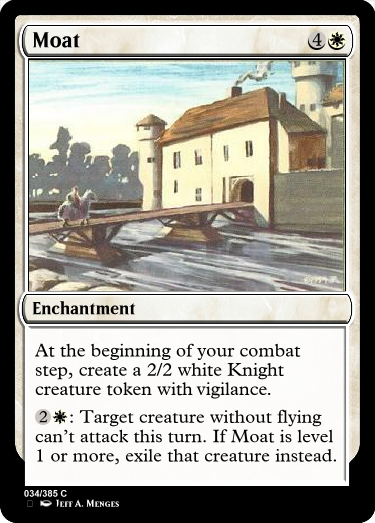 Moat 4
Enchantment
At the beginning of your combat
step, create a 2/2 white Knight
creature token with vigilance.
2 : Target creature without flying
can't attack this turn. If Moat is level
1 or more, exile that creature instead.
034/385 C
Jeff A. Menges